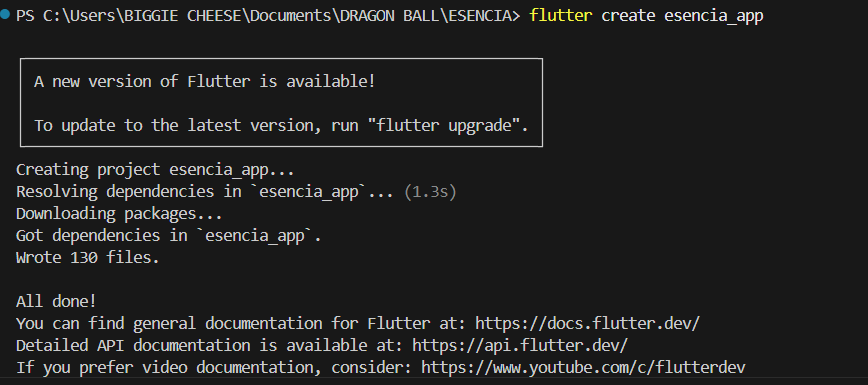 PS C:\Users\BIGGIE CHEESE\Documents\DRAGON BALL\ESENCIA> flutter create esencia_app
A new version of Flutter is available!
To update to the latest version, run "flutter upgrade".
Creating project esencia_app...
Resolving dependencies in `esencia_app`... (1.3s)
Downloading packages...
Got dependencies in `esencia_app`.
Wrote 130 files.
All done!
You can find general documentation for Flutter at: https://docs.flutter.dev/
Detailed API documentation is available at: https://api.flutter.dev/
If you prefer video documentation, consider: https://www.youtube.com/c/flutterdev